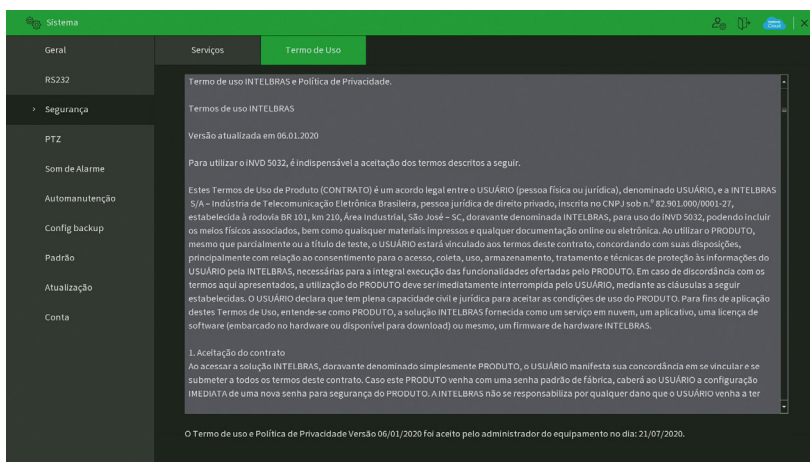 Sistema
Geral
RS232
Segurança
PTZ
Som de Alarme
Automanutenção
Config backup
Padrão
Atualização
Conta
Serviços
Termo de Uso
Termo de uso INTELBRAS e Política de Privacidade.
Termos de uso INTELBRAS
Versão atualizada em 06.01.2020
Para utilizar o iNVD 5032, é indispensável a aceitação dos termos descritos a seguir.
Estes Termos de Uso de Produto (CONTRATO) é um acordo legal entre o USUÁRIO (pessoa física ou jurídica), denominado USUÁRIO, e a INTELBRAS
S/A – Indústria de Telecomunicação Eletrônica Brasileira, pessoa jurídica de direito privado, inscrita no CNPJ sob n.º 82.901.000/0001-27,
estabelecida à rodovia BR 101, km 210, Área Industrial, São José – SC, doravante denominada INTELBRAS, para uso do iNVD 5032, podendo incluir
os meios físicos associados, bem como quaisquer materiais impressos e qualquer documentação online ou eletrônica. Ao utilizar o PRODUTO,
mesmo que parcialmente ou a título de teste, o USUÁRIO estará vinculado aos termos deste contrato, concordando com suas disposições,
principalmente com relação ao consentimento para o acesso, coleta, uso, armazenamento, tratamento e técnicas de proteção às informações do
USUÁRIO pela INTELBRAS, necessárias para a integral execução das funcionalidades ofertadas pelo PRODUTO. Em caso de discordância com os
termos aqui apresentados, a utilização do PRODUTO deve ser imediatamente interrompida pelo USUÁRIO, mediante as cláusulas a seguir
estabelecidas. O USUÁRIO declara que tem plena capacidade civil e jurídica para aceitar as condições de uso do PRODUTO. Para fins de aplicação
destes Termos de Uso, entende-se como PRODUTO, a solução INTELBRAS fornecida como um serviço em nuvem, um aplicativo, uma licença de
software (embarcado no hardware ou disponível para download) ou mesmo, um firmware de hardware INTELBRAS.
1. Aceitação do contrato
Ao acessar a solução INTELBRAS, doravante denominado simplesmente PRODUTO, o USUÁRIO manifesta sua concordância em se vincular e se
submeter a todos os termos deste contrato. Caso este PRODUTO venha com uma senha padrão de fábrica, caberá ao USUÁRIO a configuração
IMEDIATA de uma nova senha para segurança do PRODUTO. A INTELBRAS não se responsabiliza por qualquer dano que o USUÁRIO venha a ter
O Termo de uso e Política de Privacidade Versão 06/01/2020 foi aceito pelo administrador do equipamento no dia: 21/07/2020.